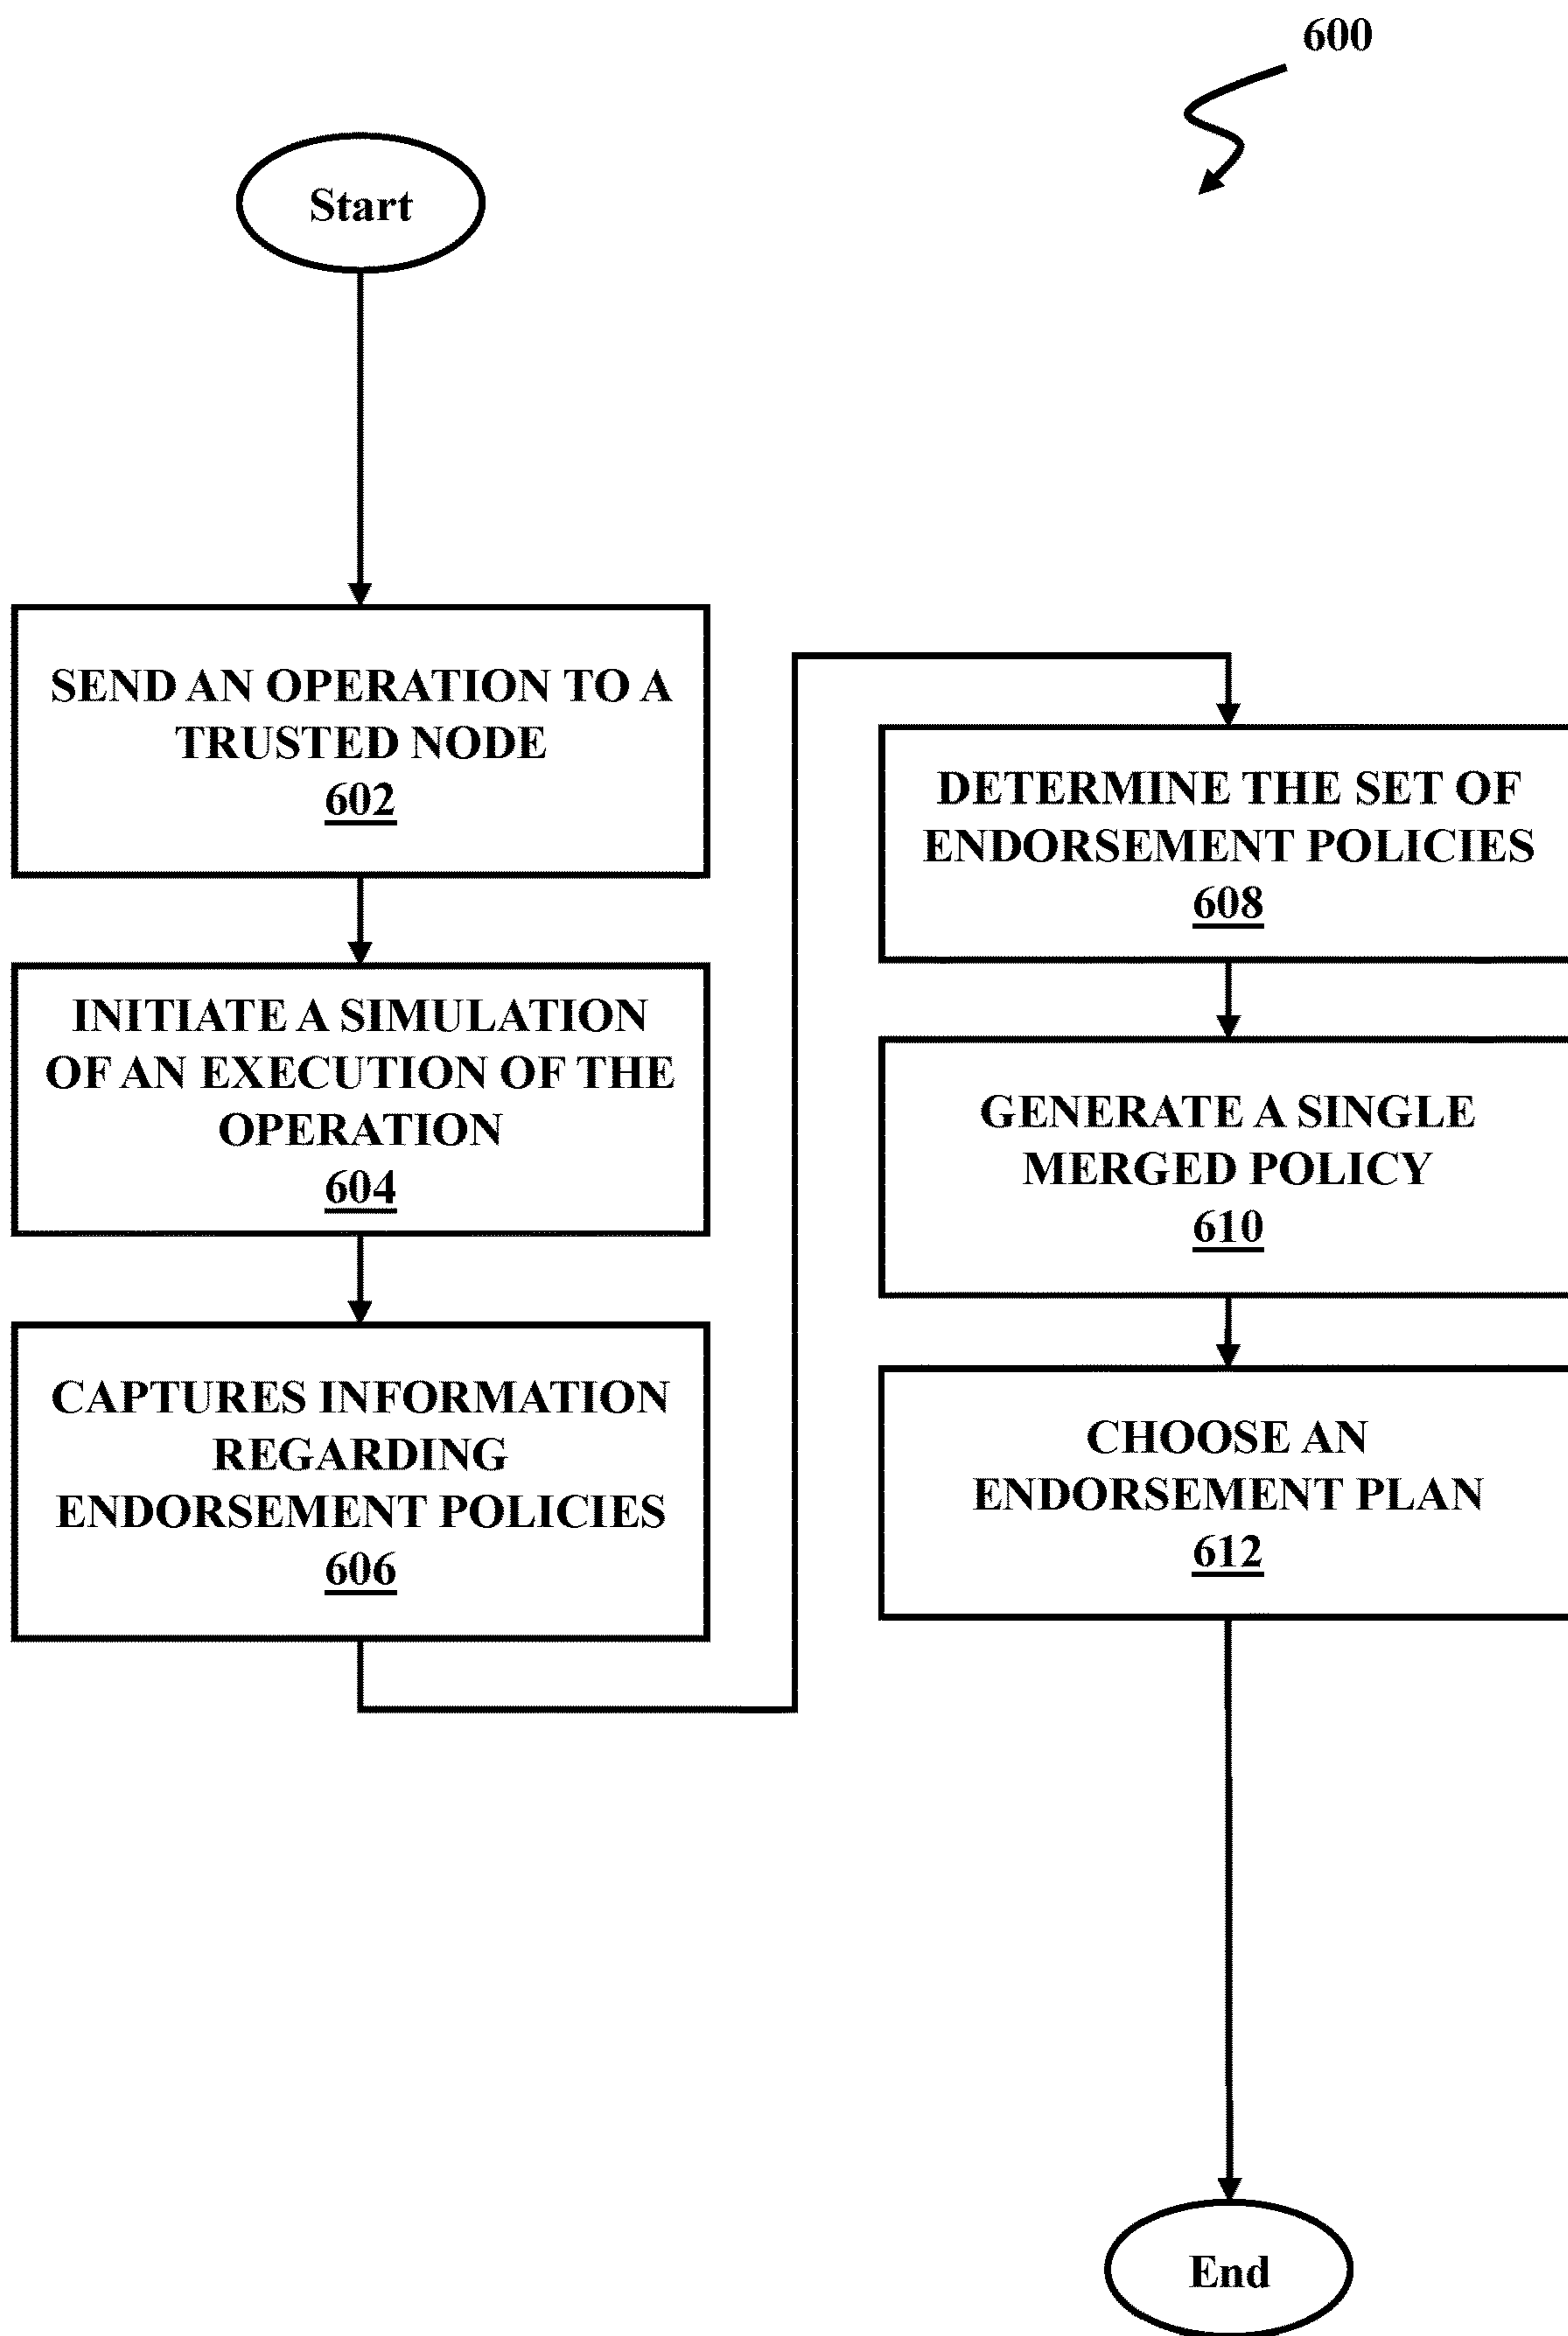 600
Start
SEND AN OPERATION TO A
TRUSTED NODE
602
INITIATE A SIMULATION
OF AN EXECUTION OF THE
OPERATION
604
CAPTURES INFORMATION
REGARDING
ENDORSEMENT POLICIES
606
DETERMINE THE SET OF
ENDORSEMENT POLICIES
608
GENERATE A SINGLE
MERGED POLICY
610
CHOOSE AN
ENDORSEMENT PLAN
612
End